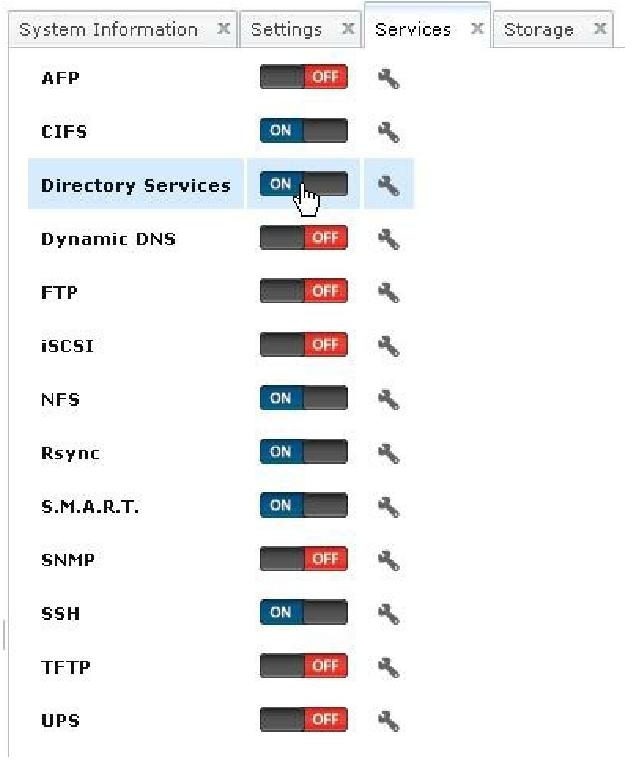 System Information X Settings X Services X Storage X
AFP OFF
CIFS ON
Directory Services ON
Dynamic DNS OFF
FTP OFF
iSCSI OFF
NFS ON
Rsync ON
S.M.A.R.T. ON
SNMP OFF
SSH ON
TFTP OFF
UPS OFF